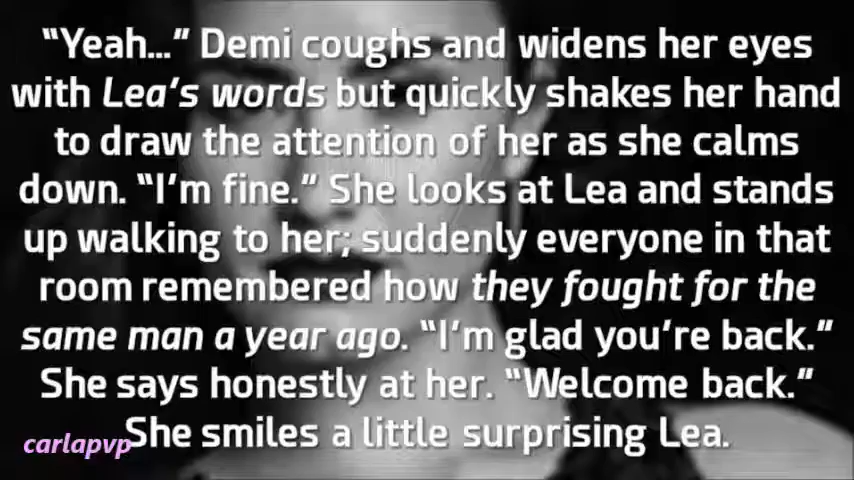 “Yeah...” Demi coughs and widens her eyes
with Lea’s words but quickly shakes her hand
to draw the attention of her as she calms
down. “I’m fine.” She looks at Lea and stands
up walking to her; suddenly everyone in that
room remembered how they fought for the
same man a year ago. “I’m glad you’re back.”
She says honestly at her. “Welcome back.”
She smiles a little surprising Lea.
carlapvp